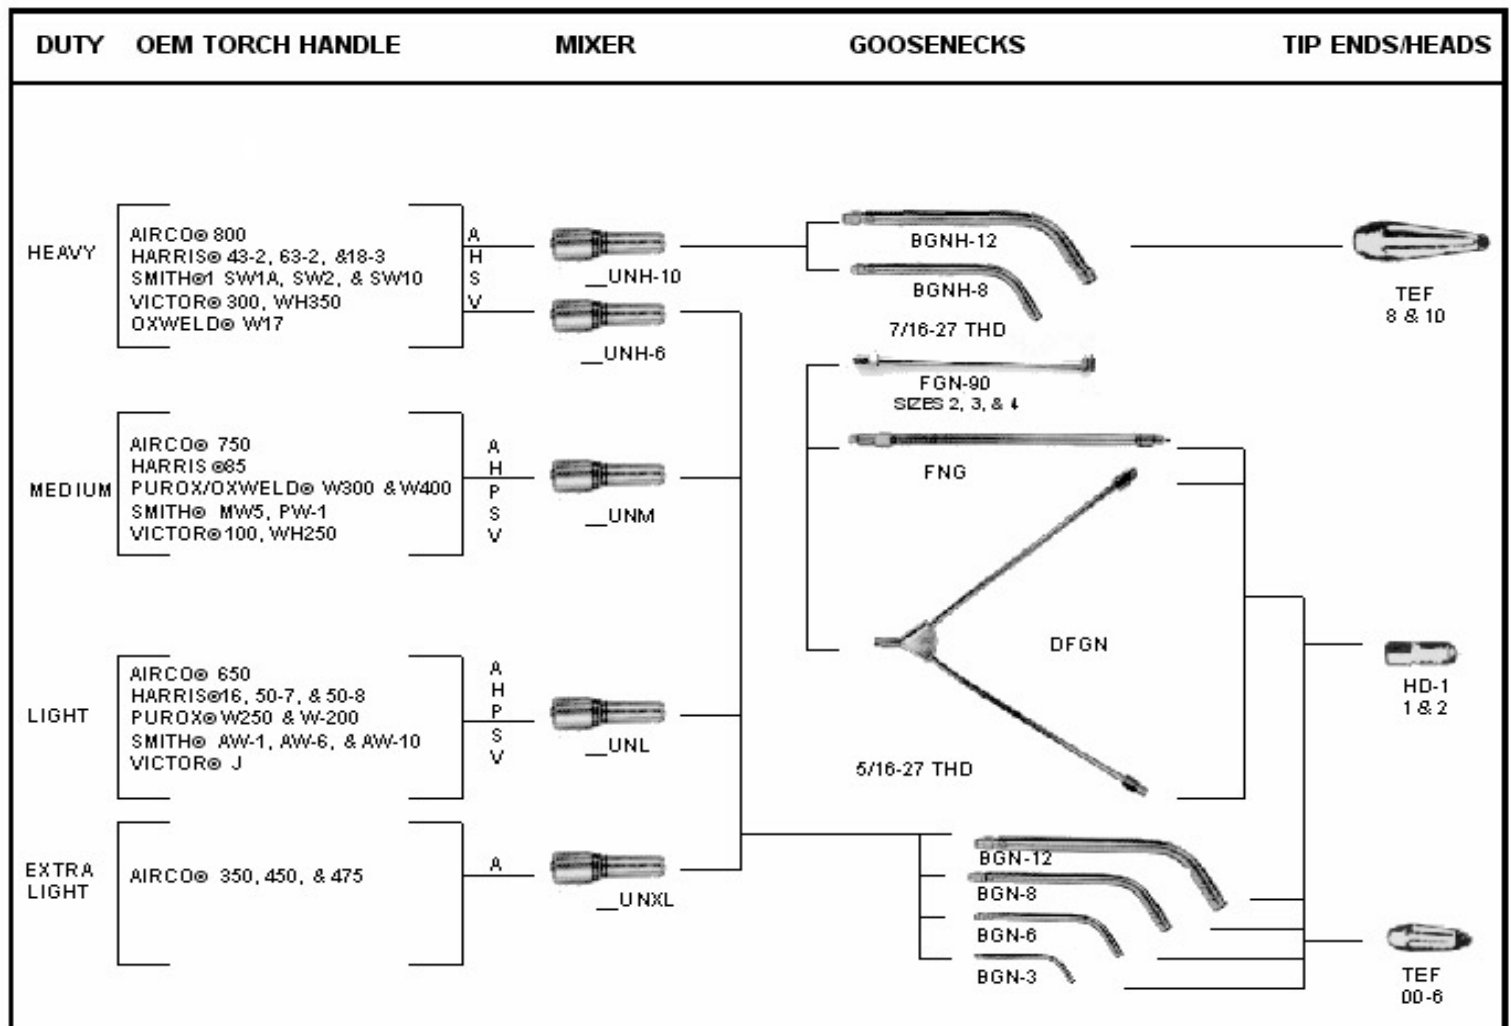 DUTY OEM TORCH HANDLE MIXER GOOSENECKS TIP ENDS/HEADS
HEAVY
AIRCO® 800
HARRIS® 43-2, 63-2, &18-3
SMITH®1 SW1A, SW2, & SW10
VICTOR® 300, WH350
OXWELD® W17
A
H
S
V
__UNH-10
__UNH-6
BGNH-12
BGNH-8
7/16-27 THD
TEF
8 & 10
FGN-90
SIZES 2, 3, & 4
FNG
MEDIUM
AIRCO® 750
HARRIS ®85
PUROX/OXWELD® W300 & W400
SMITH® MW5, PW-1
VICTOR®100, WH250
A
H
P
S
V
__UNM
DFGN
5/16-27 THD
HD-1
1 & 2
LIGHT
AIRCO® 650
HARRIS®16, 50-7, & 50-8
PUROX® W250 & W-200
SMITH® AW-1, AW-6, & AW-10
VICTOR® J
A
H
P
S
V
__UNL
EXTRA
LIGHT
AIRCO® 350, 450, & 475
A
__UNXL
BGN-12
BGN-8
BGN-6
BGN-3
TEF
00-6